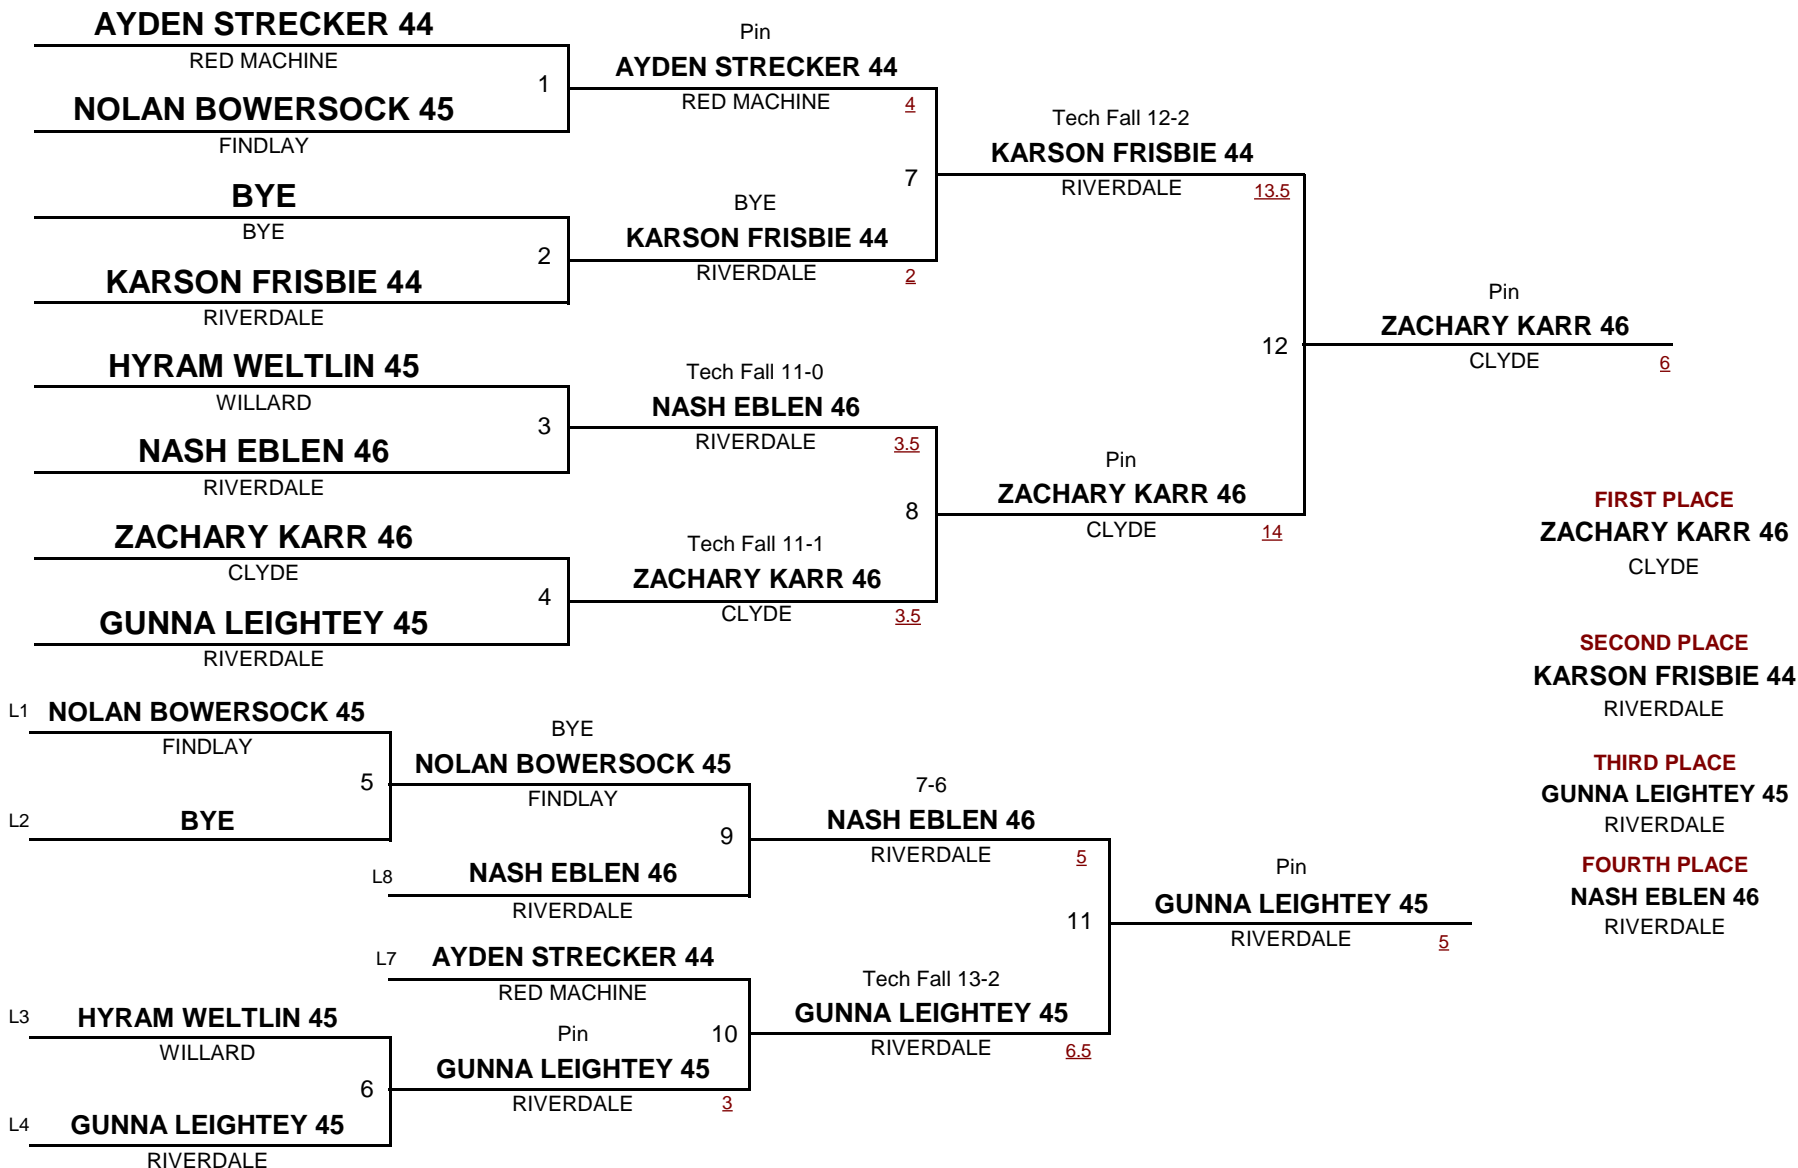 AYDEN STRECKER 44
RED MACHINE
1
NOLAN BOWERSOCK 45
FINDLAY
BYE
BYE
2
KARSON FRISBIE 44
RIVERDALE
HYRAM WELTLIN 45
WILLARD
3
NASH EBLEN 46
RIVERDALE
ZACHARY KARR 46
CLYDE
4
GUNNA LEIGHTEY 45
RIVERDALE
Pin
AYDEN STRECKER 44
RED MACHINE 4
7
BYE
KARSON FRISBIE 44
RIVERDALE 2
Tech Fall 11-0
NASH EBLEN 46
RIVERDALE 3.5
8
Tech Fall 11-1
ZACHARY KARR 46
CLYDE 3.5
Tech Fall 12-2
KARSON FRISBIE 44
RIVERDALE 13.5
12
Pin
ZACHARY KARR 46
CLYDE 14
Pin
ZACHARY KARR 46
CLYDE 6
FIRST PLACE
ZACHARY KARR 46
CLYDE
SECOND PLACE
KARSON FRISBIE 44
RIVERDALE
THIRD PLACE
GUNNA LEIGHTEY 45
RIVERDALE
FOURTH PLACE
NASH EBLEN 46
RIVERDALE
L1 NOLAN BOWERSOCK 45
FINDLAY
5
L2 BYE
BYE
NOLAN BOWERSOCK 45
FINDLAY
9
L8 NASH EBLEN 46
RIVERDALE
L7 AYDEN STRECKER 44
RED MACHINE
10
L3 HYRAM WELTLIN 45
WILLARD
6
L4 GUNNA LEIGHTEY 45
RIVERDALE
Pin
GUNNA LEIGHTEY 45
RIVERDALE 3
7-6
NASH EBLEN 46
RIVERDALE 5
11
Tech Fall 13-2
GUNNA LEIGHTEY 45
RIVERDALE 6.5
Pin
GUNNA LEIGHTEY 45
RIVERDALE 5